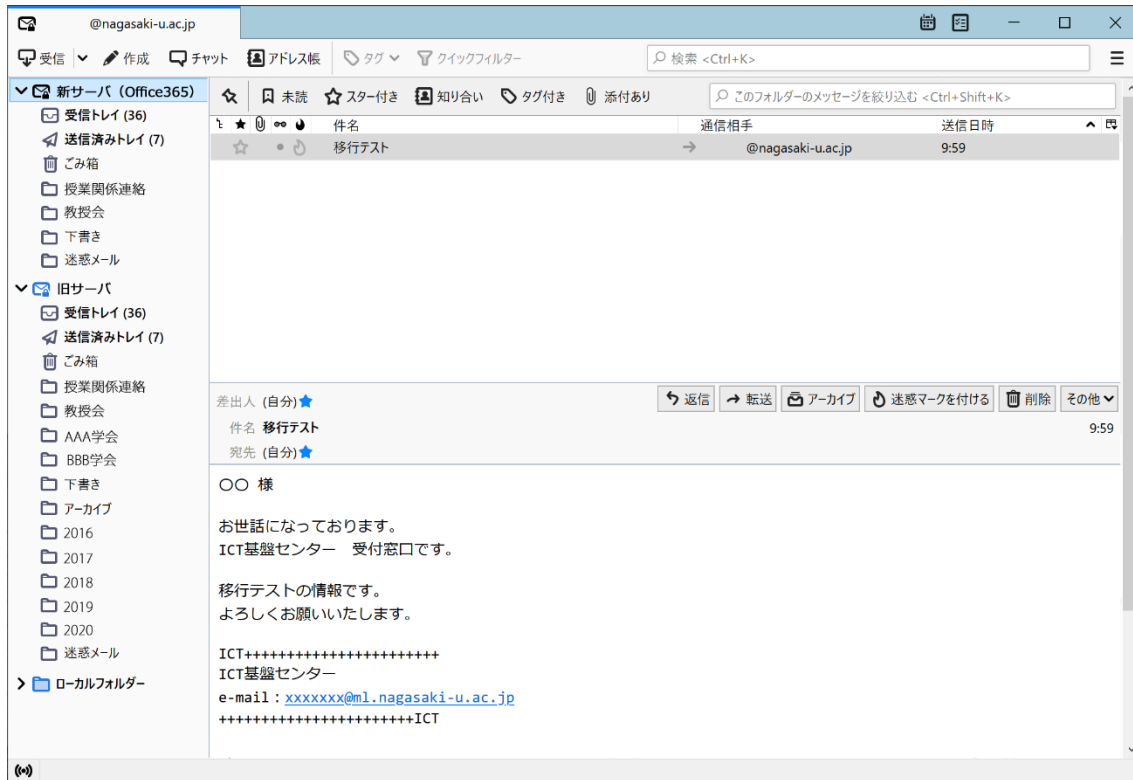 @nagasaki-u.ac.jp
受信 作成 チャット アドレス帳 タグ クイックフィルター 検索 <Ctrl+K>
新サーバ（Office365）
受信トレイ (36)
送信済みトレイ (7)
ごみ箱
授業関係連絡
教授会
下書き
迷惑メール
旧サーバ
受信トレイ (36)
送信済みトレイ (7)
ごみ箱
授業関係連絡
教授会
AAA学会
BBB学会
下書き
アーカイブ
2016
2017
2018
2019
2020
迷惑メール
ローカルフォルダー
未読 スター付き 知り合い タグ付き 添付あり このフォルダーのメッセージを絞り込む <Ctrl+Shift+K>
件名 通信相手 送信日時
移行テスト @nagasaki-u.ac.jp 9:59
差出人 (自分) 返信 転送 アーカイブ 迷惑マークを付ける 削除 その他
件名 移行テスト 9:59
宛先 (自分)
〇〇 様
お世話になっております。
ICT基盤センター　受付窓口です。
移行テストの情報です。
よろしくお願いいたします。
ICT+++++++++++++++++++++++
ICT基盤センター
e-mail：xxxxxxx@ml.nagasaki-u.ac.jp
+++++++++++++++++++++++ICT